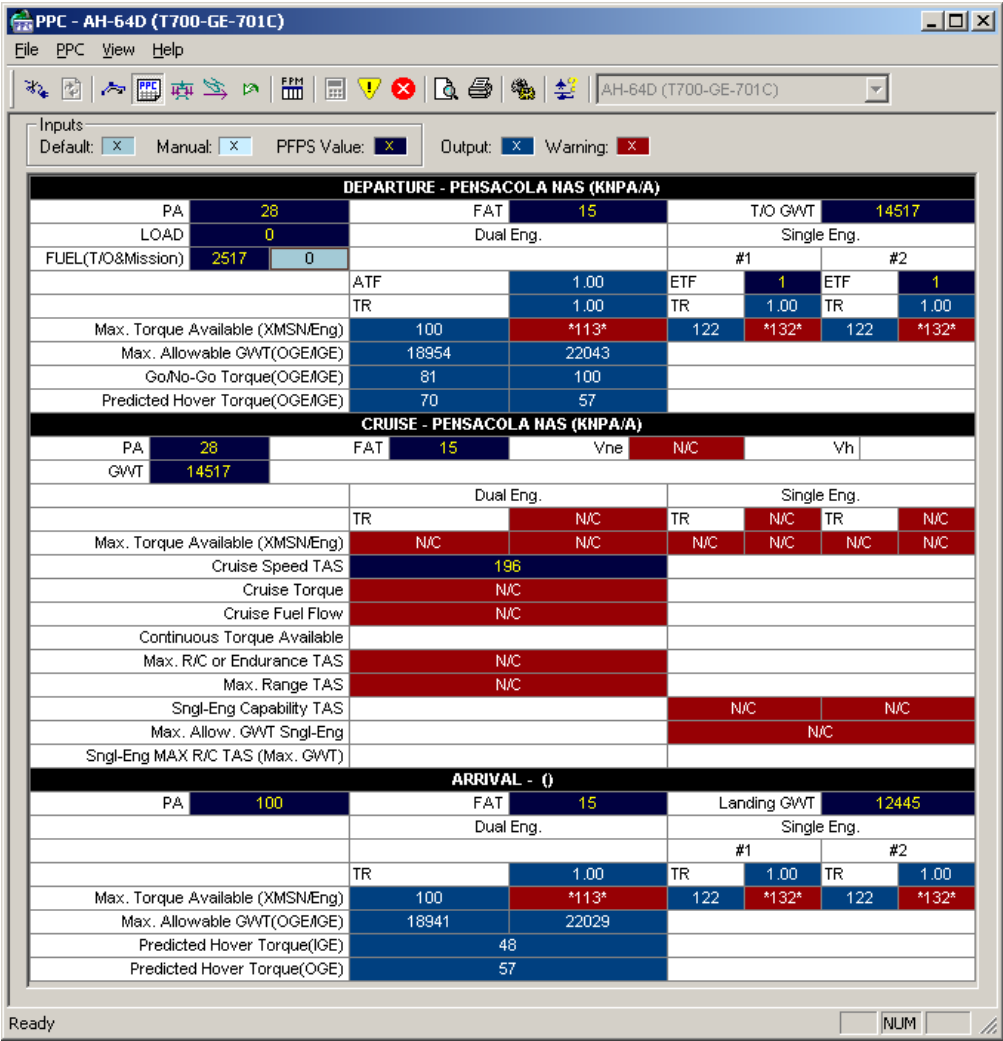 PPC - AH-64D (T700-GE-701C)
File PPC View Help
PPC FPM AH-64D (T700-GE-701C)
Inputs
Default: X Manual: X PFPS Value: X Output: X Warning: X
DEPARTURE - PENSACOLA NAS (KNPA/A)
PA 28 FAT 15 T/O GWT 14517
LOAD 0 Dual Eng. Single Eng.
FUEL(T/O&Mission) 2517 0 #1 #2
ATF 1.00 ETF 1 ETF 1
TR 1.00 TR 1.00 TR 1.00
Max. Torque Available (XMSN/Eng) 100 *113* 122 *132* 122 *132*
Max. Allowable GWT(OGE/IGE) 18954 22043
Go/No-Go Torque(OGE/IGE) 81 100
Predicted Hover Torque(OGE/IGE) 70 57
CRUISE - PENSACOLA NAS (KNPA/A)
PA 28 FAT 15 Vne N/C Vh
GWT 14517
Dual Eng. Single Eng.
TR N/C TR N/C TR N/C
Max. Torque Available (XMSN/Eng) N/C N/C N/C N/C N/C N/C
Cruise Speed TAS 196
Cruise Torque N/C
Cruise Fuel Flow N/C
Continuous Torque Available
Max. R/C or Endurance TAS N/C
Max. Range TAS N/C
Sngl-Eng Capability TAS N/C N/C
Max. Allow. GWT Sngl-Eng N/C
Sngl-Eng MAX R/C TAS (Max. GWT)
ARRIVAL - ()
PA 100 FAT 15 Landing GWT 12445
Dual Eng. Single Eng.
#1 #2
TR 1.00 TR 1.00 TR 1.00
Max. Torque Available (XMSN/Eng) 100 *113* 122 *132* 122 *132*
Max. Allowable GWT(OGE/IGE) 18941 22029
Predicted Hover Torque(IGE) 48
Predicted Hover Torque(OGE) 57
Ready NUM